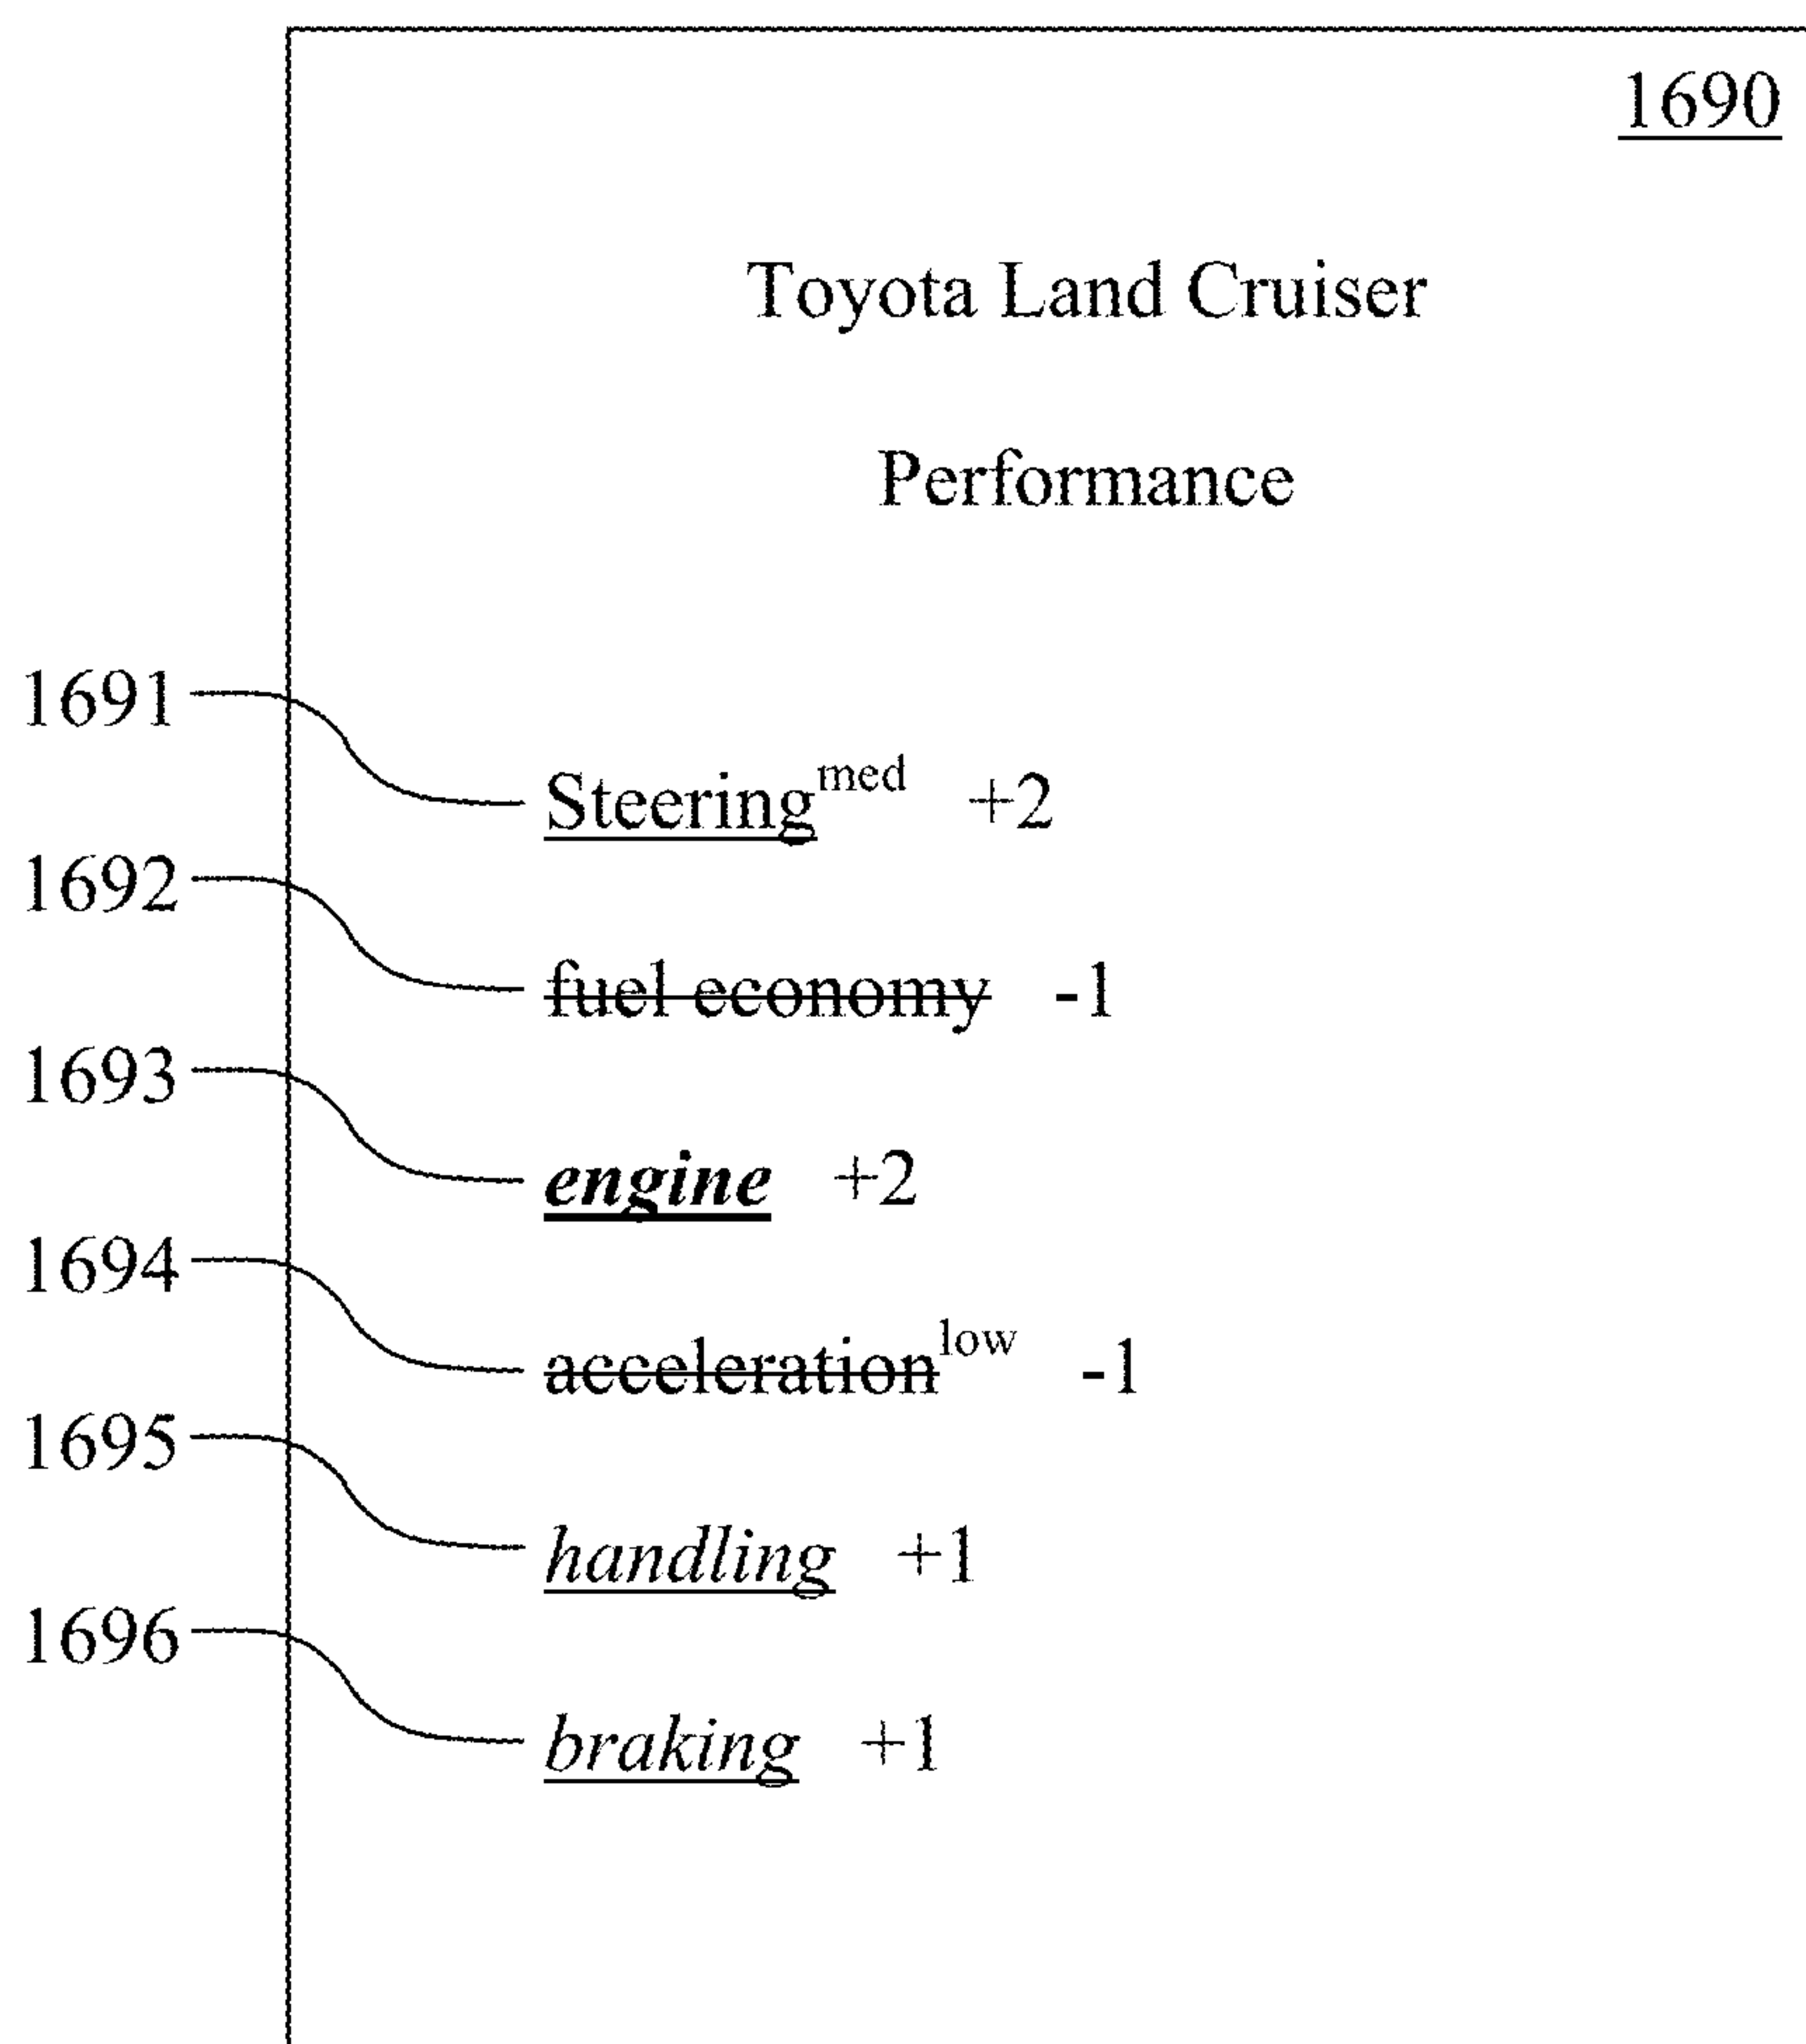 1690
Toyota Land Cruiser
Performance
1691
Steering^med +2
1692
fuel economy -1
1693
engine +2
1694
acceleration^low -1
1695
handling +1
1696
braking +1